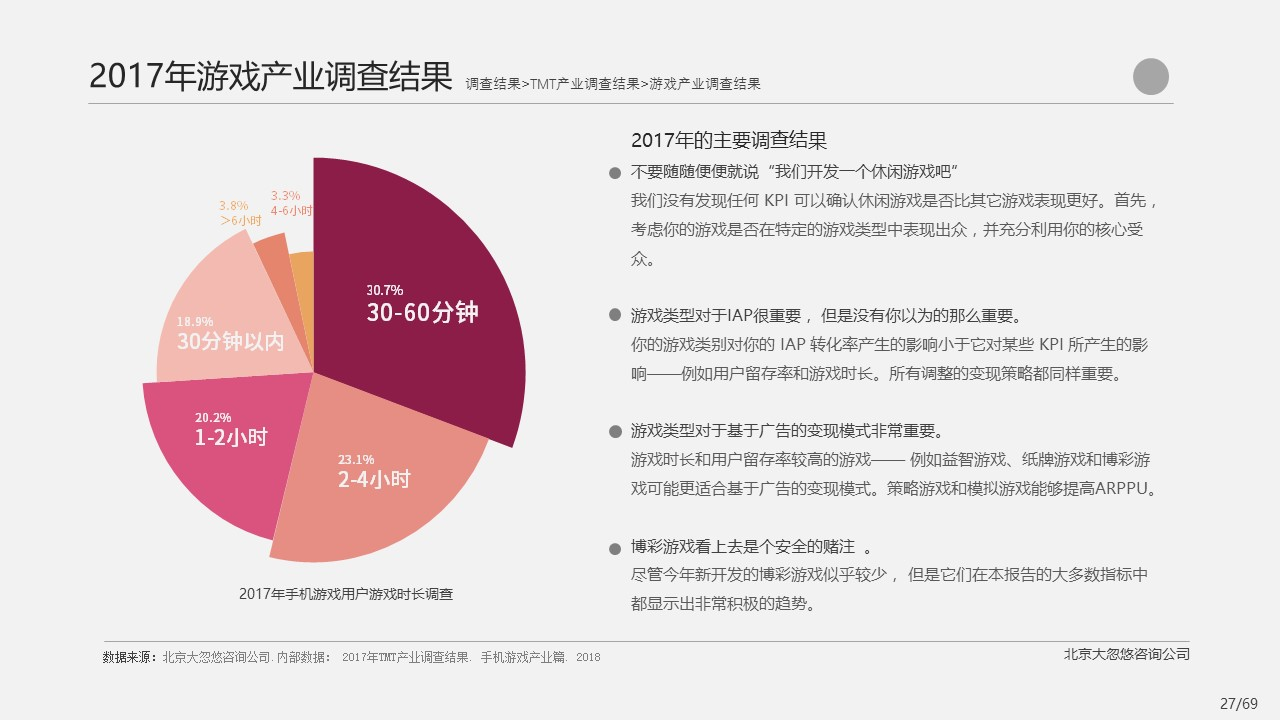 2017年游戏产业调查结果 调查结果>TMT产业调查结果>游戏产业调查结果
3.3%
4-6小时
3.8%
>6小时
30.7%
30-60分钟
18.9%
30分钟以内
20.2%
1-2小时
23.1%
2-4小时
2017年手机游戏用户游戏时长调查
2017年的主要调查结果
不要随随便便就说“我们开发一个休闲游戏吧”
我们没有发现任何 KPI 可以确认休闲游戏是否比其它游戏表现更好。首先，
考虑你的游戏是否在特定的游戏类型中表现出众，并充分利用你的核心受
众。
游戏类型对于IAP很重要， 但是没有你以为的那么重要。
你的游戏类别对你的 IAP 转化率产生的影响小于它对某些 KPI 所产生的影
响——例如用户留存率和游戏时长。所有调整的变现策略都同样重要。
游戏类型对于基于广告的变现模式非常重要。
游戏时长和用户留存率较高的游戏—— 例如益智游戏、纸牌游戏和博彩游
戏可能更适合基于广告的变现模式。策略游戏和模拟游戏能够提高ARPPU。
博彩游戏看上去是个安全的赌注 。
尽管今年新开发的博彩游戏似乎较少， 但是它们在本报告的大多数指标中
都显示出非常积极的趋势。
数据来源：北京大忽悠咨询公司.内部数据： 2017年TMT产业调查结果. 手机游戏产业篇. 2018
北京大忽悠咨询公司
27/69